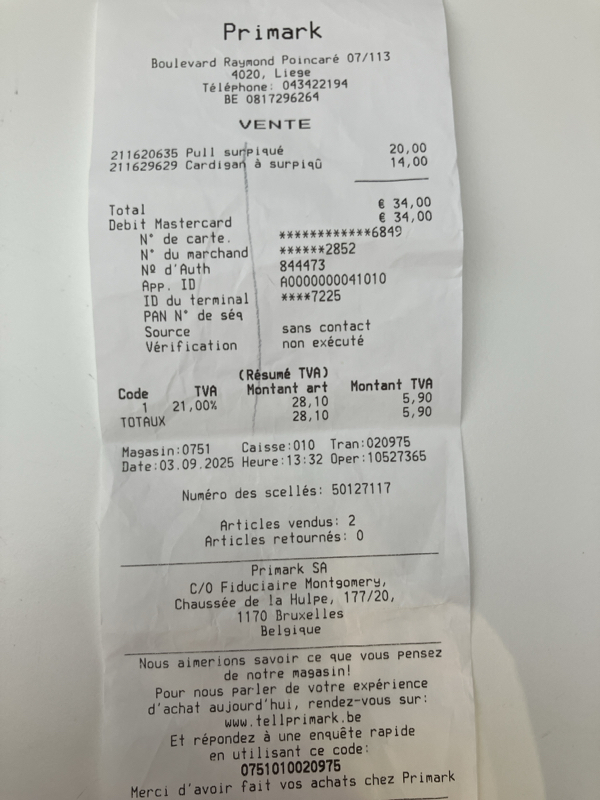 Primark
Boulevard Raymond Poincaré 07/113
4020, Liege
Téléphone: 043422194
BE 0817296264
VENTE
211620635 Pull surpiqué 20,00
211629629 Cardigan à surpiqû 14,00
Total € 34,00
Debit Mastercard € 34,00
N° de carte. ************6849
N° du marchand ******2852
Nº d'Auth 844473
App. ID A0000000041010
ID du terminal ****7225
PAN N° de séq
Source sans contact
Vérification non exécuté
(Résumé TVA)
Code TVA Montant art Montant TVA
1 21,00% 28,10 5,90
TOTAUX 28,10 5,90
Magasin:0751 Caisse:010 Tran:020975
Date:03.09.2025 Heure:13:32 Oper:10527365
Numéro des scellés: 50127117
Articles vendus: 2
Articles retournés: 0
Primark SA
C/O Fiduciaire Montgomery,
Chaussée de la Hulpe, 177/20,
1170 Bruxelles
Belgique
Nous aimerions savoir ce que vous pensez
de notre magasin!
Pour nous parler de votre expérience
d'achat aujourd'hui, rendez-vous sur:
www.tellprimark.be
Et répondez à une enquête rapide
en utilisant ce code:
0751010020975
Merci d'avoir fait vos achats chez Primark